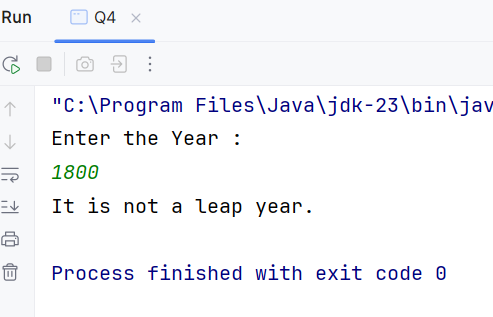 Run
Q4
"C:\Program Files\Java\jdk-23\bin\jav
Enter the Year :
1800
It is not a leap year.
Process finished with exit code 0